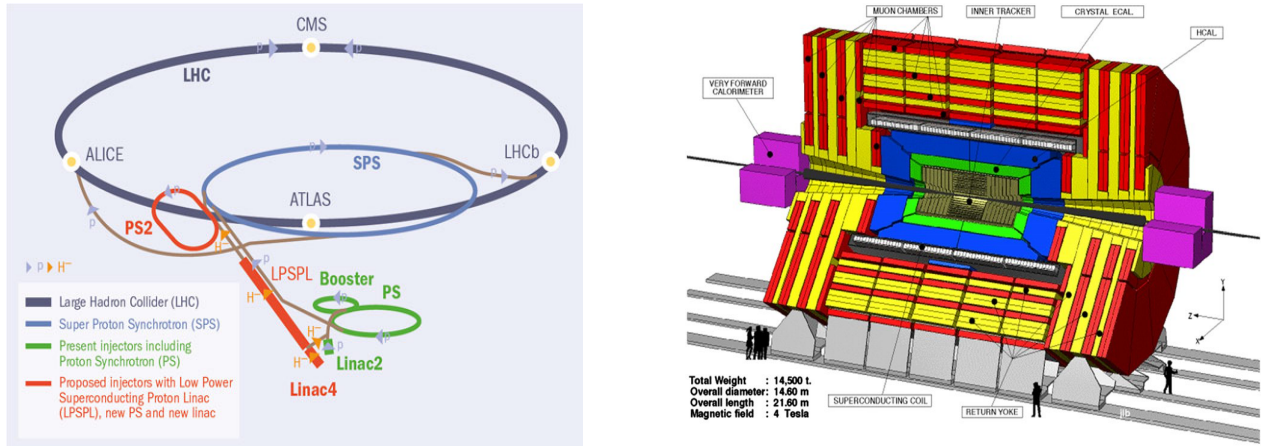 CMS
p
p
LHC
ALICE
LHCb
p
SPS
p
ATLAS
p
PS2
p
H⁻
p
LPSPL
p H⁻
H⁻
Booster
p
PS
p
H⁻
p
H⁻
Linac2
Linac4
Large Hadron Collider (LHC)
Super Proton Synchrotron (SPS)
Present injectors including
Proton Synchrotron (PS)
Proposed injectors with Low Power
Superconducting Proton Linac
(LPSPL), new PS and new linac
MUON CHAMBERS
INNER TRACKER
CRYSTAL ECAL.
HCAL.
VERY FORWARD
CALORIMETER
Y
Z
X
Total Weight : 14,500 t.
Overall diameter : 14.60 m
Overall length : 21.60 m
Magnetic field : 4 Tesla
SUPERCONDUCTING COIL
RETURN YOKE
jlb